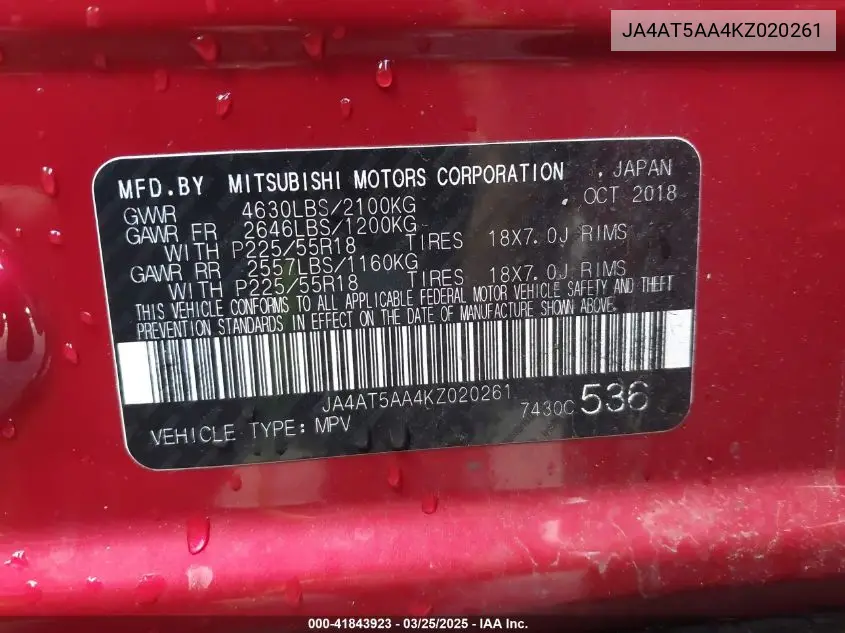 JA4AT5AA4KZ020261
MFD.BY MITSUBISHI MOTORS CORPORATION . JAPAN
GVWR 4630LBS/2100KG . OCT 2018
GAWR FR 2646LBS/1200KG
WITH P225/55R18 TIRES 18X7.0J RIMS
GAWR RR 2557LBS/1160KG
WITH P225/55R18 TIRES 18X7.0J RIMS
THIS VEHICLE CONFORMS TO ALL APPLICABLE FEDERAL MOTOR VEHICLE SAFETY AND THEFT
PREVENTION STANDARDS IN EFFECT ON THE DATE OF MANUFACTURE SHOWN ABOVE.
JA4AT5AA4KZ020261
7430C 536
VEHICLE TYPE: MPV
000-41843923 - 03/25/2025 - IAA Inc.